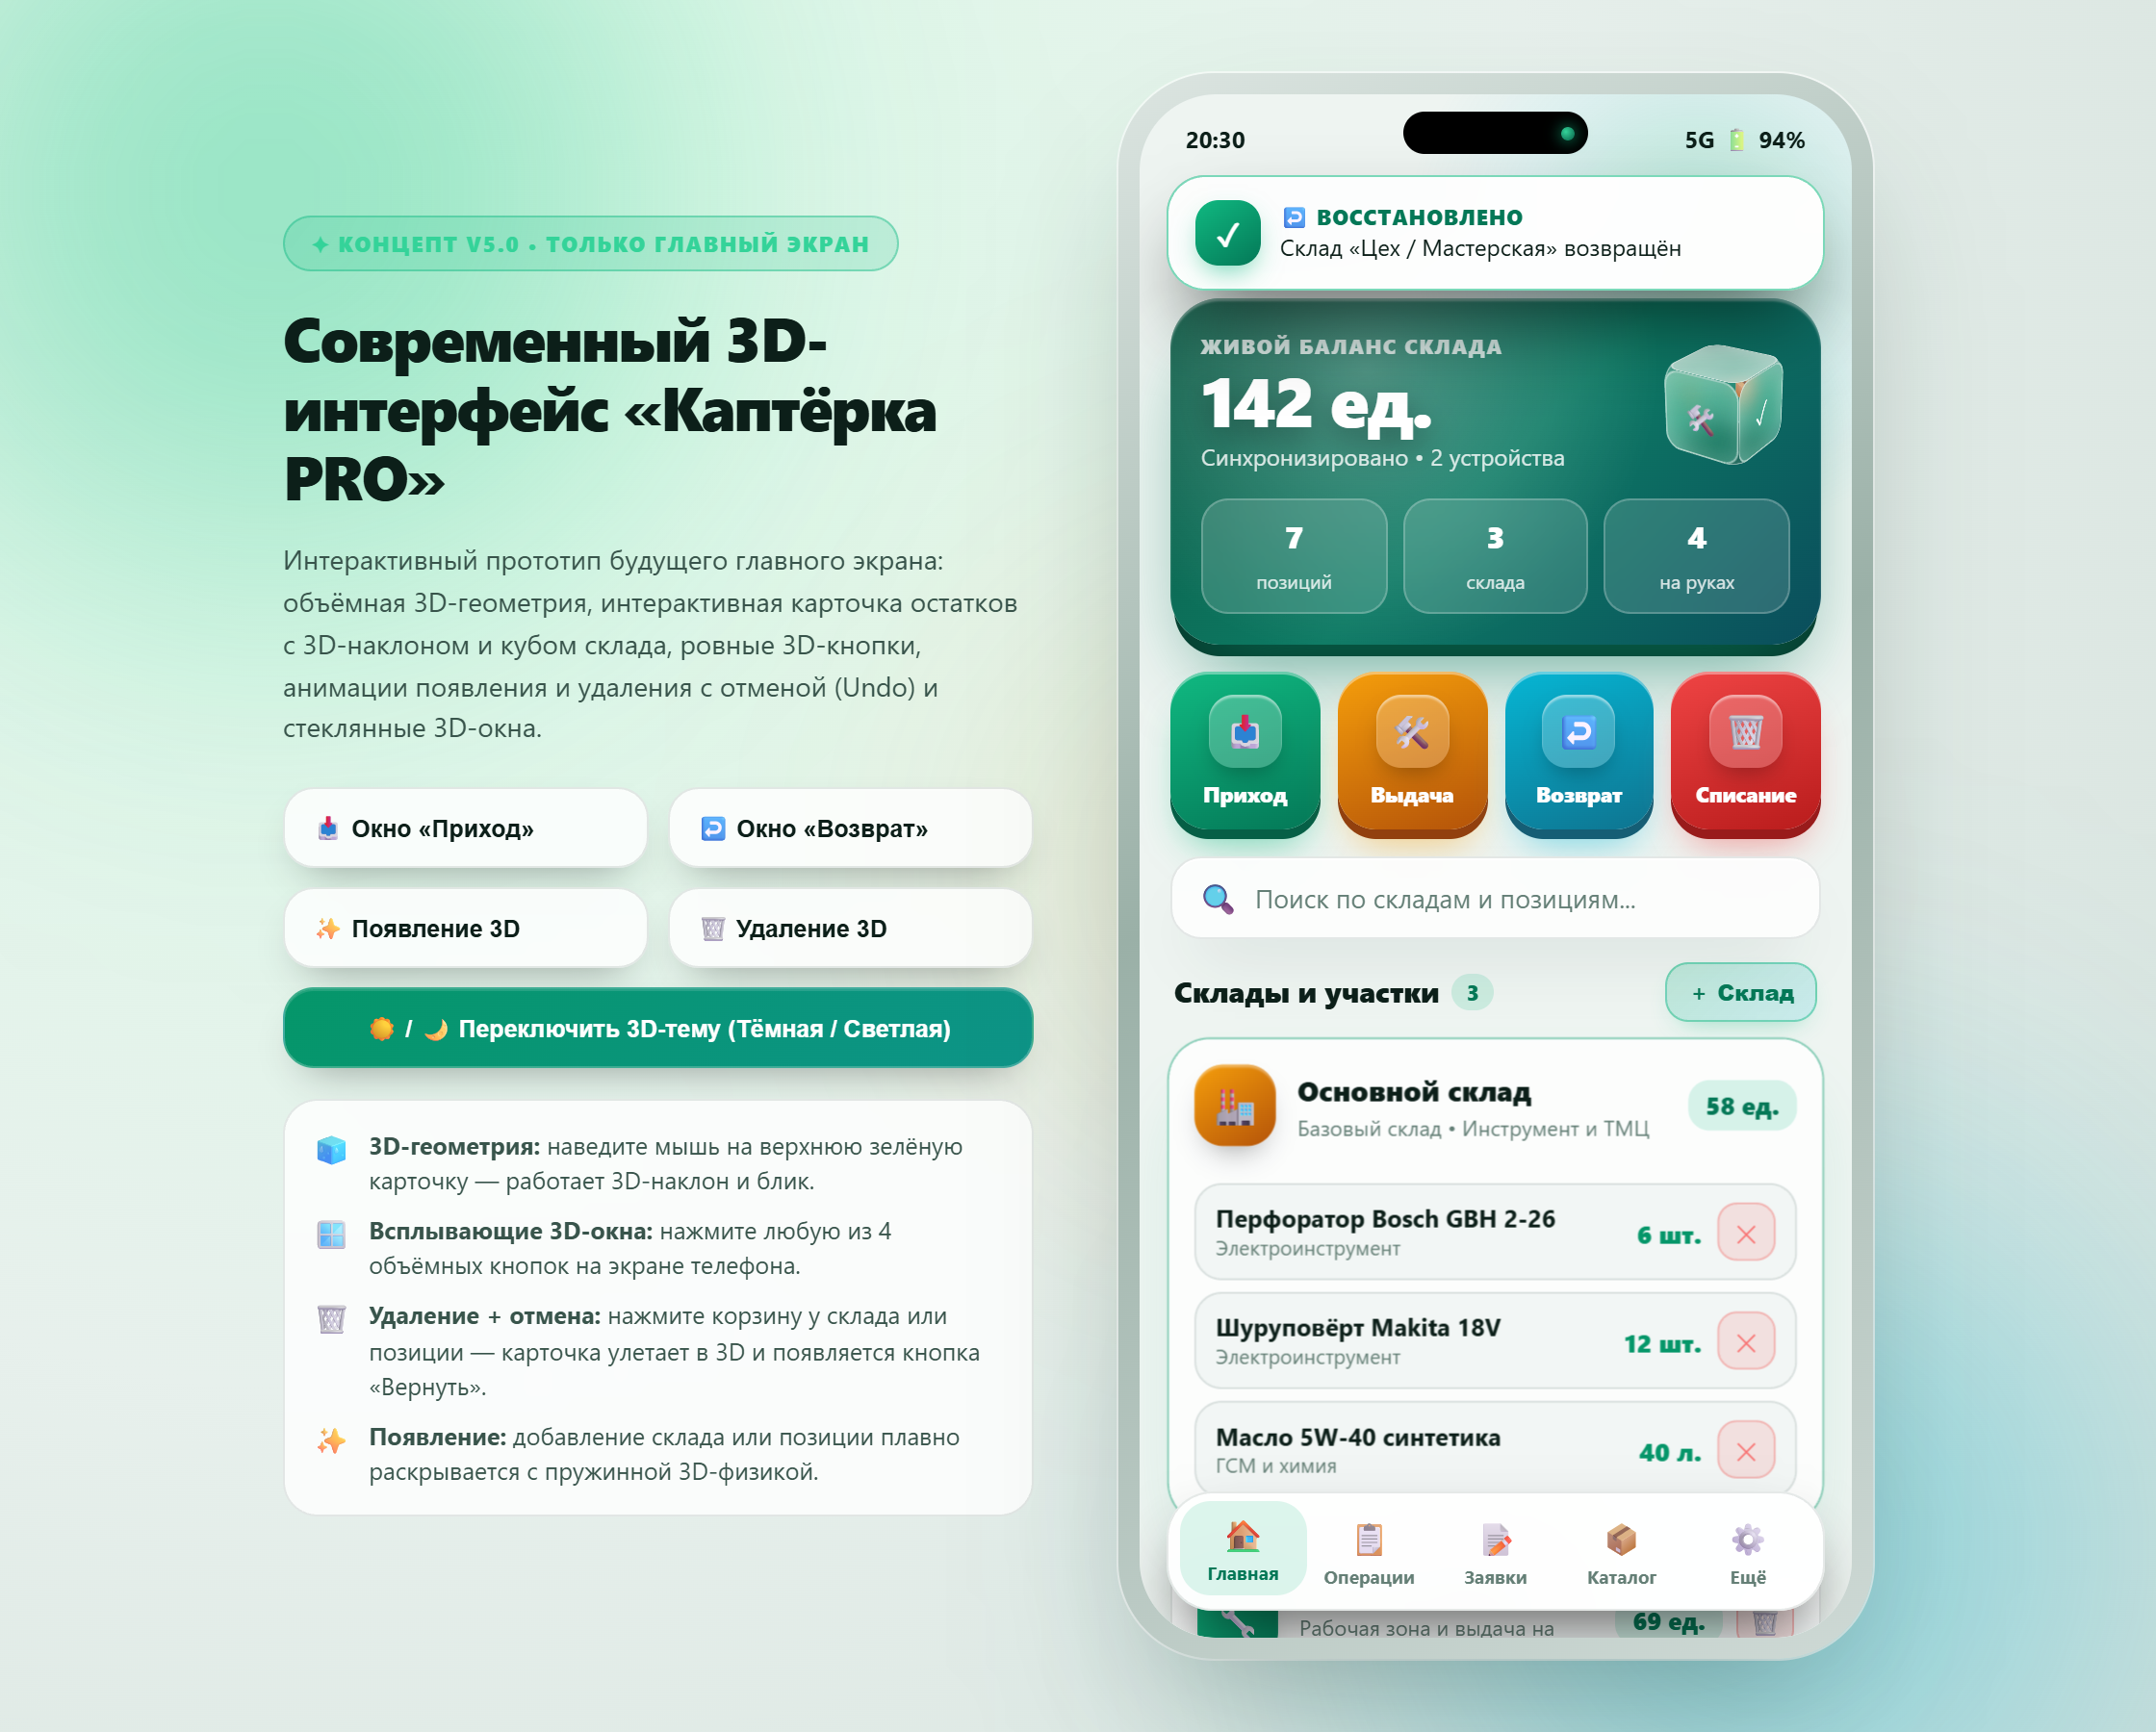 ✦ КОНЦЕПТ V5.0 • ТОЛЬКО ГЛАВНЫЙ ЭКРАН
Современный 3D-
интерфейс «Каптёрка
PRO»
Интерактивный прототип будущего главного экрана:
объёмная 3D-геометрия, интерактивная карточка остатков
с 3D-наклоном и кубом склада, ровные 3D-кнопки,
анимации появления и удаления с отменой (Undo) и
стеклянные 3D-окна.
📥 Окно «Приход»
↩️ Окно «Возврат»
✨ Появление 3D
🗑️ Удаление 3D
☀️ / 🌙 Переключить 3D-тему (Тёмная / Светлая)
3D-геометрия: наведите мышь на верхнюю зелёную
карточку — работает 3D-наклон и блик.
Всплывающие 3D-окна: нажмите любую из 4
объёмных кнопок на экране телефона.
Удаление + отмена: нажмите корзину у склада или
позиции — карточка улетает в 3D и появляется кнопка
«Вернуть».
Появление: добавление склада или позиции плавно
раскрывается с пружинной 3D-физикой.
20:30
5G 🔋 94%
✓
↩️ ВОССТАНОВЛЕНО
Склад «Цех / Мастерская» возвращён
ЖИВОЙ БАЛАНС СКЛАДА
142 ед.
Синхронизировано • 2 устройства
7
позиций
3
склада
4
на руках
Приход
Выдача
Возврат
Списание
Поиск по складам и позициям...
Склады и участки 3
+ Склад
Основной склад
Базовый склад • Инструмент и ТМЦ
58 ед.
Перфоратор Bosch GBH 2-26
Электроинструмент
6 шт.
Шуруповёрт Makita 18V
Электроинструмент
12 шт.
Масло 5W-40 синтетика
ГСМ и химия
40 л.
Главная
Операции
Заявки
Каталог
Ещё
Рабочая зона и выдача на
69 ед.